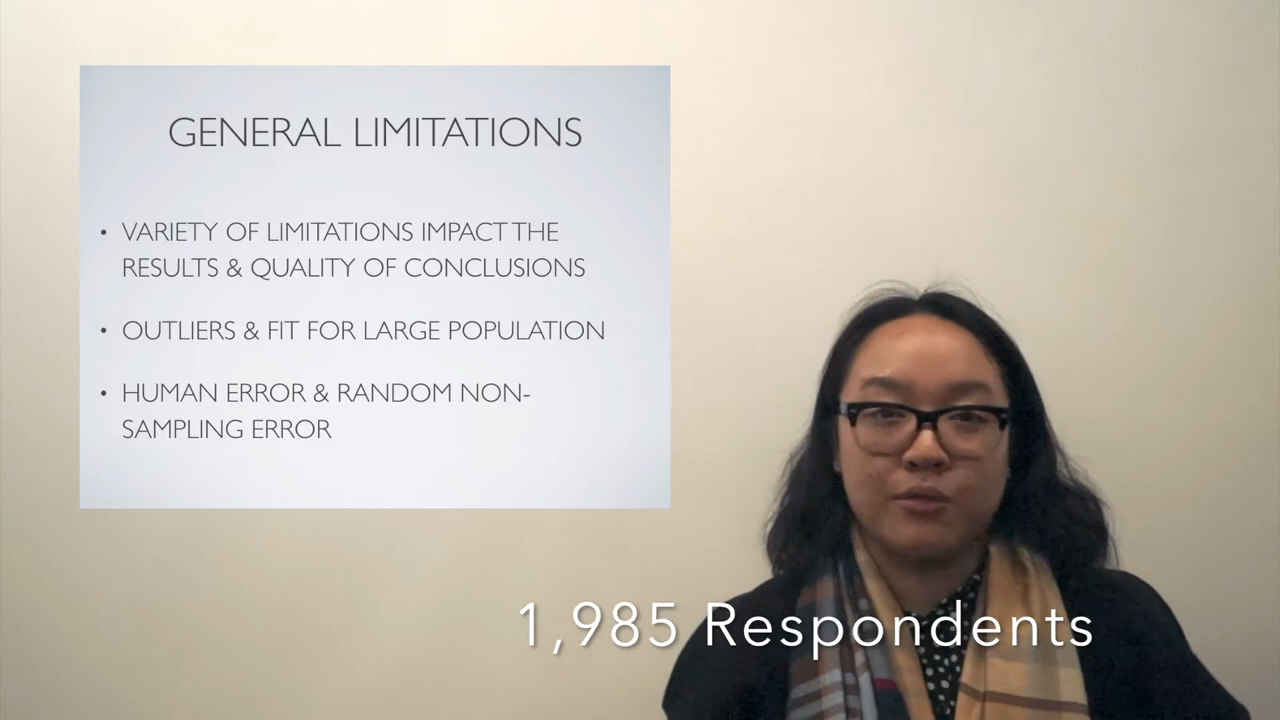 GENERAL LIMITATIONS
• VARIETY OF LIMITATIONS IMPACT THE
RESULTS & QUALITY OF CONCLUSIONS
• OUTLIERS & FIT FOR LARGE POPULATION
• HUMAN ERROR & RANDOM NON-
SAMPLING ERROR
1,985 Respondents